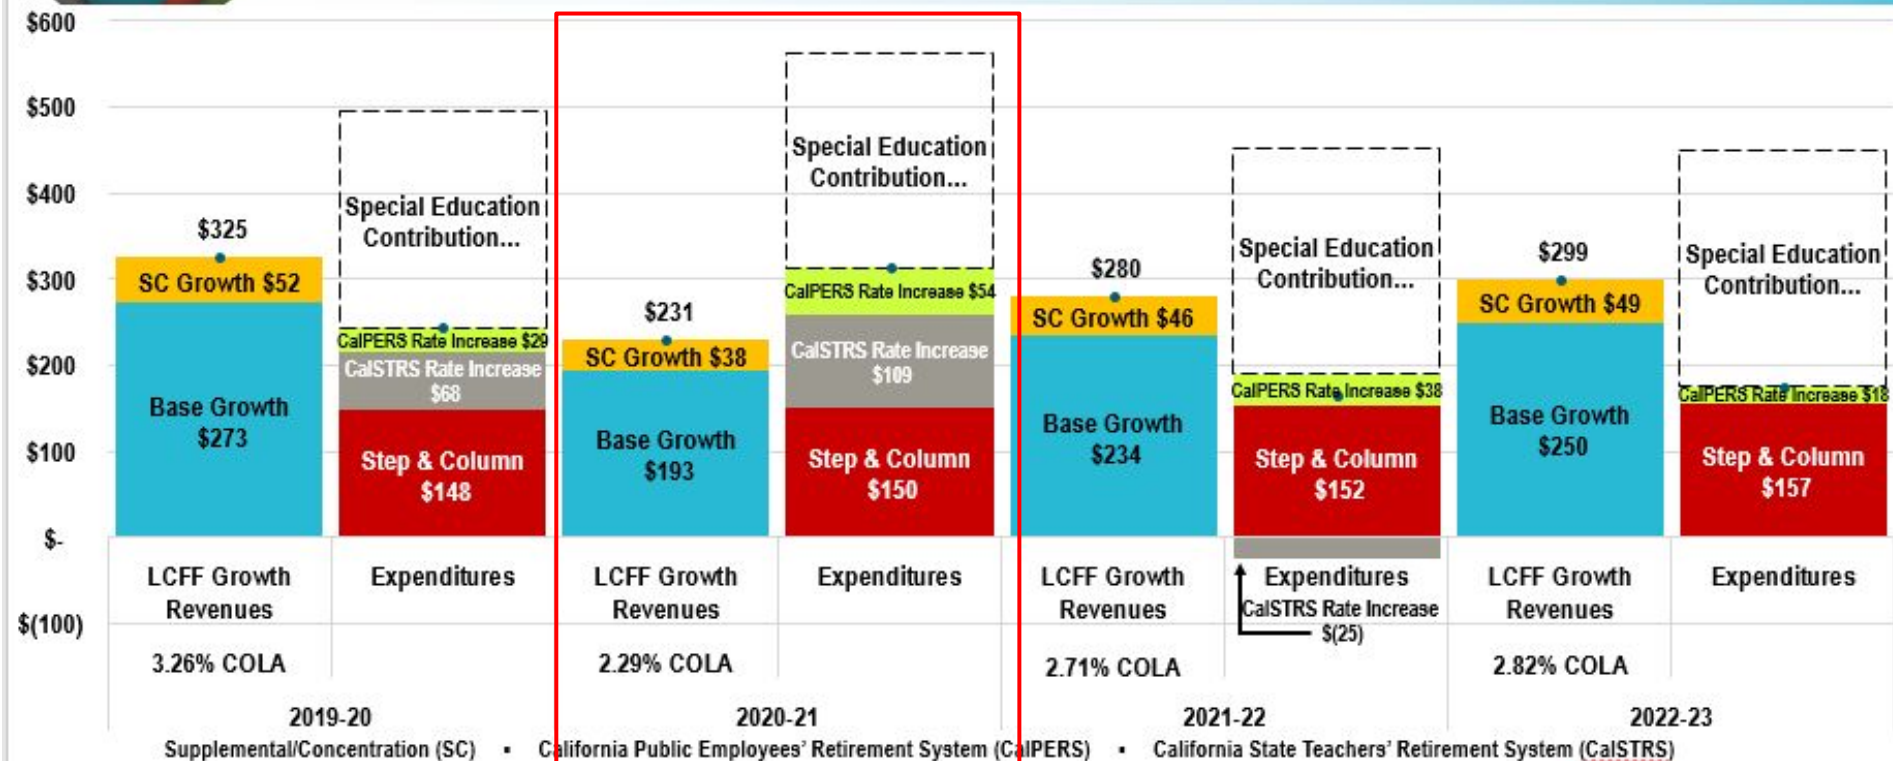 $600
$500
$400
$300
$200
$100
$-
$(100)
$325
SC Growth $52
Base Growth
$273
Special Education
Contribution...
CalPERS Rate Increase $29
CalSTRS Rate Increase
$68
Step & Column
$148
$231
SC Growth $38
Base Growth
$193
Special Education
Contribution...
CalPERS Rate Increase $54
CalSTRS Rate Increase
$109
Step & Column
$150
$280
SC Growth $46
Base Growth
$234
Special Education
Contribution...
CalPERS Rate Increase $38
Step & Column
$152
$299
SC Growth $49
Base Growth
$250
Special Education
Contribution...
CalPERS Rate Increase $18
Step & Column
$157
LCFF Growth
Revenues
Expenditures
LCFF Growth
Revenues
Expenditures
LCFF Growth
Revenues
Expenditures
CalSTRS Rate Increase
$(25)
LCFF Growth
Revenues
Expenditures
3.26% COLA
2.29% COLA
2.71% COLA
2.82% COLA
2019-20
2020-21
2021-22
2022-23
Supplemental/Concentration (SC) ▪ California Public Employees' Retirement System (CalPERS) ▪ California State Teachers' Retirement System (CalSTRS)